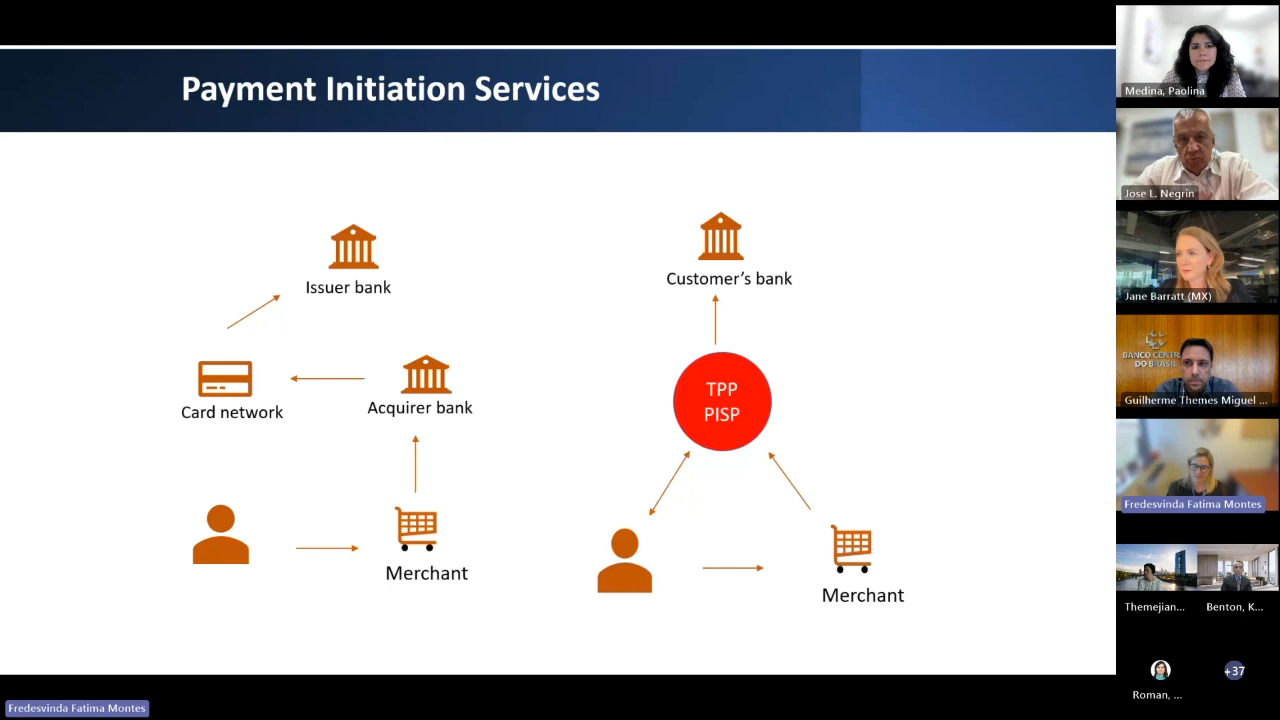 Payment Initiation Services
Issuer bank
Card network
Acquirer bank
Merchant
Customer's bank
TPP
PISP
Merchant
Fredesvinda Fatima Montes
Medina, Paolina
Jose L. Negrin
Jane Barratt (MX)
BANCO CENTR
DO BRASIL
Guilherme Themes Miguel ...
Fredesvinda Fatima Montes
Themejian...
Benton, K...
Roman, ...
+37